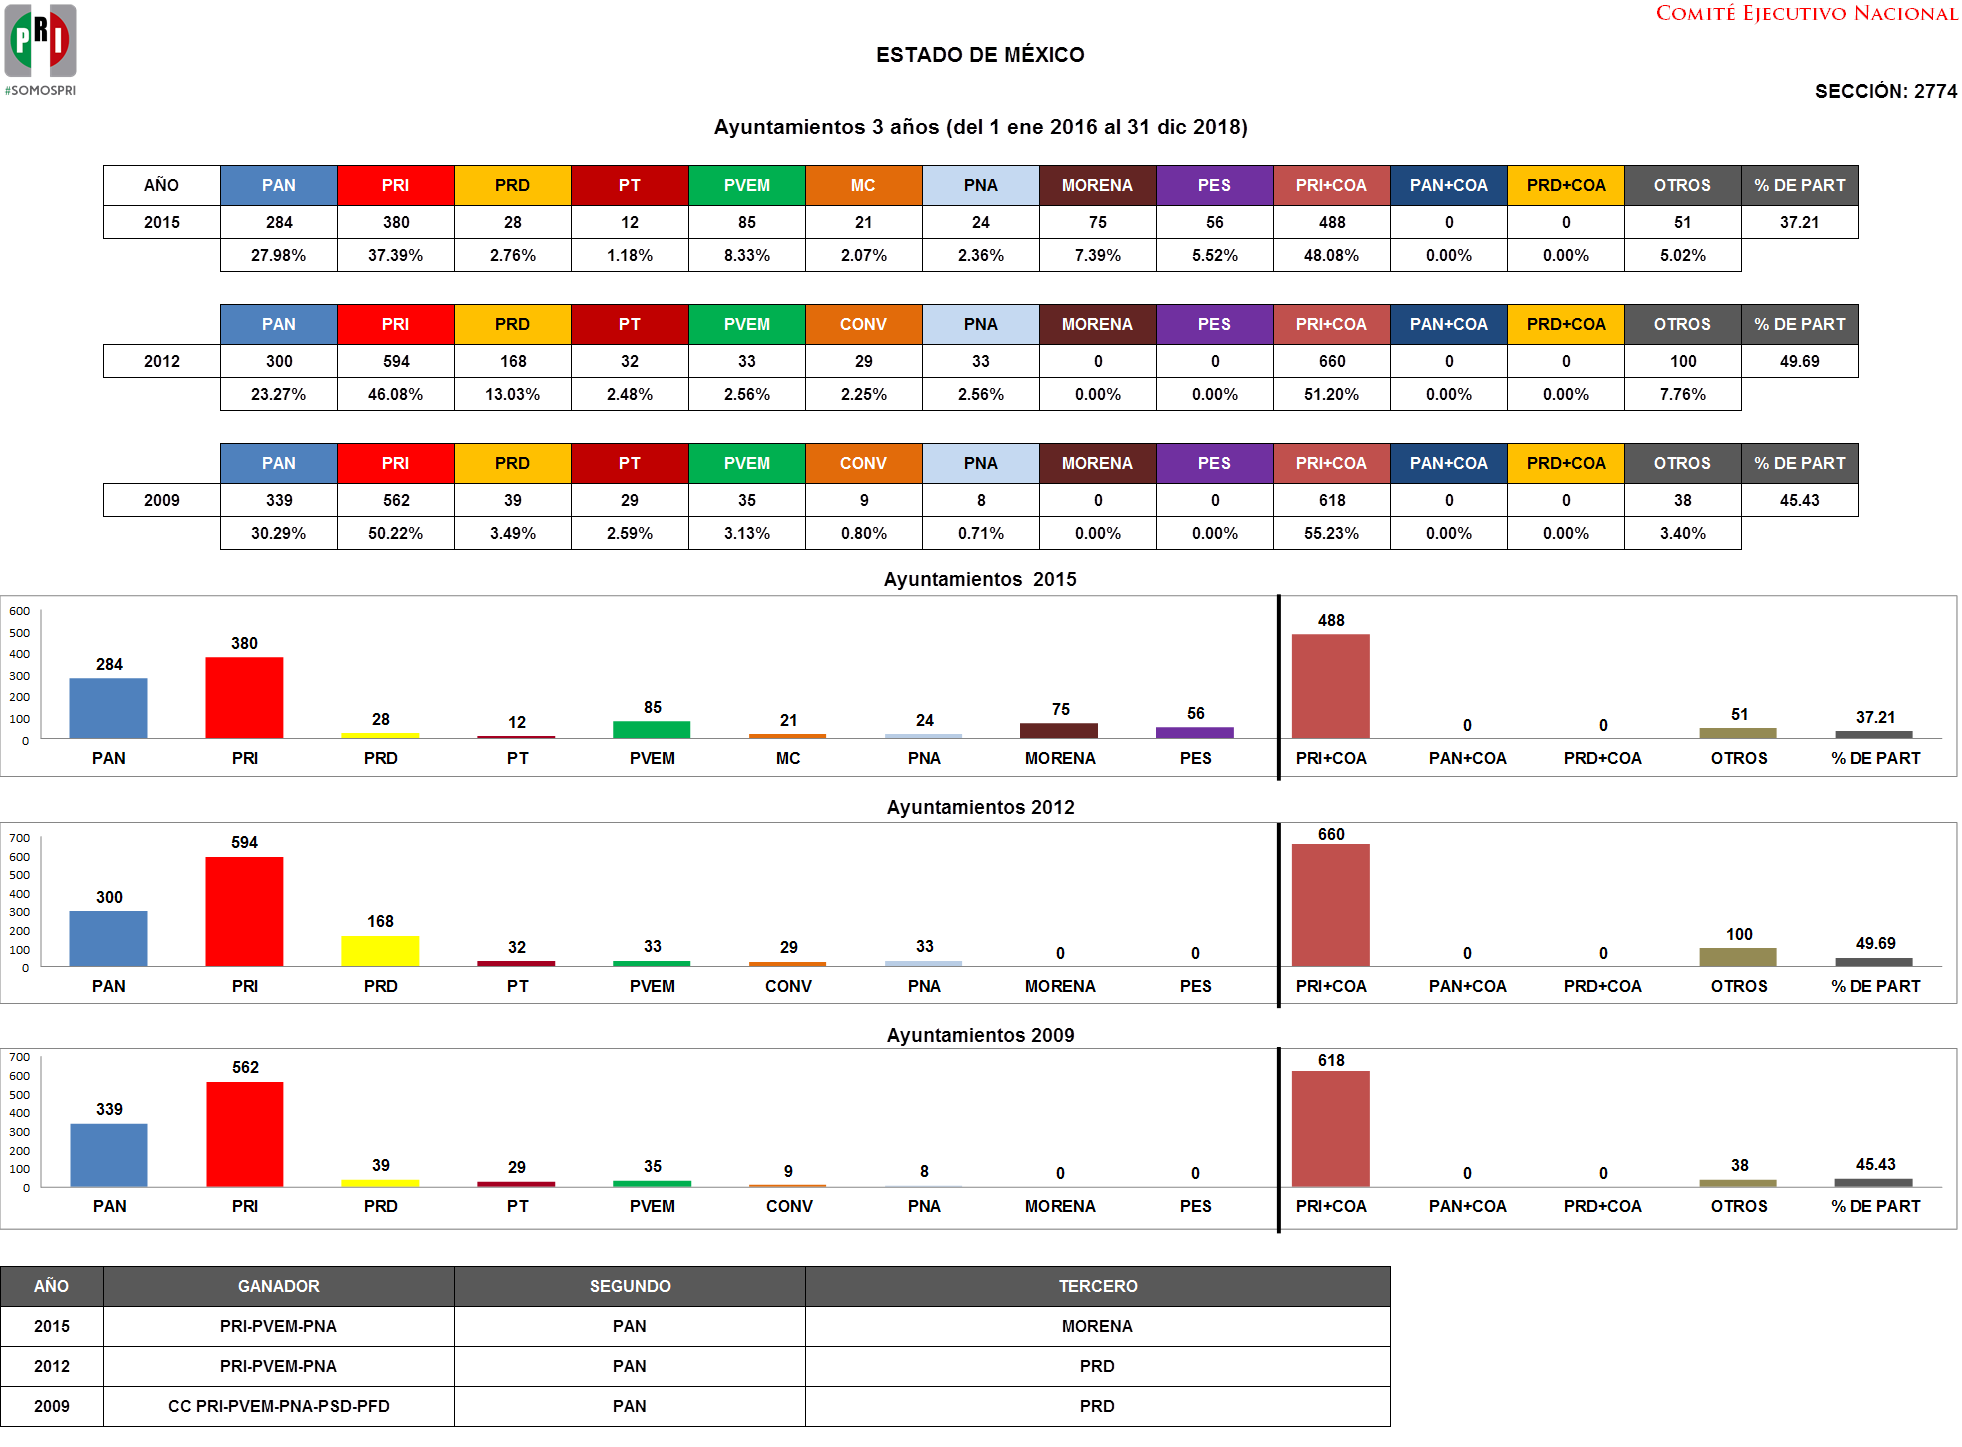 COMITÉ EJECUTIVO NACIONAL
PRI
#SOMOSPRI
ESTADO DE MÉXICO
SECCIÓN: 2774
Ayuntamientos 3 años (del 1 ene 2016 al 31 dic 2018)
AÑO PAN PRI PRD PT PVEM MC PNA MORENA PES PRI+COA PAN+COA PRD+COA OTROS % DE PART
2015 284 380 28 12 85 21 24 75 56 488 0 0 51 37.21
27.98% 37.39% 2.76% 1.18% 8.33% 2.07% 2.36% 7.39% 5.52% 48.08% 0.00% 0.00% 5.02%
PAN PRI PRD PT PVEM CONV PNA MORENA PES PRI+COA PAN+COA PRD+COA OTROS % DE PART
2012 300 594 168 32 33 29 33 0 0 660 0 0 100 49.69
23.27% 46.08% 13.03% 2.48% 2.56% 2.25% 2.56% 0.00% 0.00% 51.20% 0.00% 0.00% 7.76%
PAN PRI PRD PT PVEM CONV PNA MORENA PES PRI+COA PAN+COA PRD+COA OTROS % DE PART
2009 339 562 39 29 35 9 8 0 0 618 0 0 38 45.43
30.29% 50.22% 3.49% 2.59% 3.13% 0.80% 0.71% 0.00% 0.00% 55.23% 0.00% 0.00% 3.40%
Ayuntamientos 2015
600
500
400
300
200
100
0
284 380 28 12 85 21 24 75 56 488 0 0 51 37.21
PAN PRI PRD PT PVEM MC PNA MORENA PES PRI+COA PAN+COA PRD+COA OTROS % DE PART
Ayuntamientos 2012
700
600
500
400
300
200
100
0
300 594 168 32 33 29 33 0 0 660 0 0 100 49.69
PAN PRI PRD PT PVEM CONV PNA MORENA PES PRI+COA PAN+COA PRD+COA OTROS % DE PART
Ayuntamientos 2009
700
600
500
400
300
200
100
0
339 562 39 29 35 9 8 0 0 618 0 0 38 45.43
PAN PRI PRD PT PVEM CONV PNA MORENA PES PRI+COA PAN+COA PRD+COA OTROS % DE PART
AÑO GANADOR SEGUNDO TERCERO
2015 PRI-PVEM-PNA PAN MORENA
2012 PRI-PVEM-PNA PAN PRD
2009 CC PRI-PVEM-PNA-PSD-PFD PAN PRD